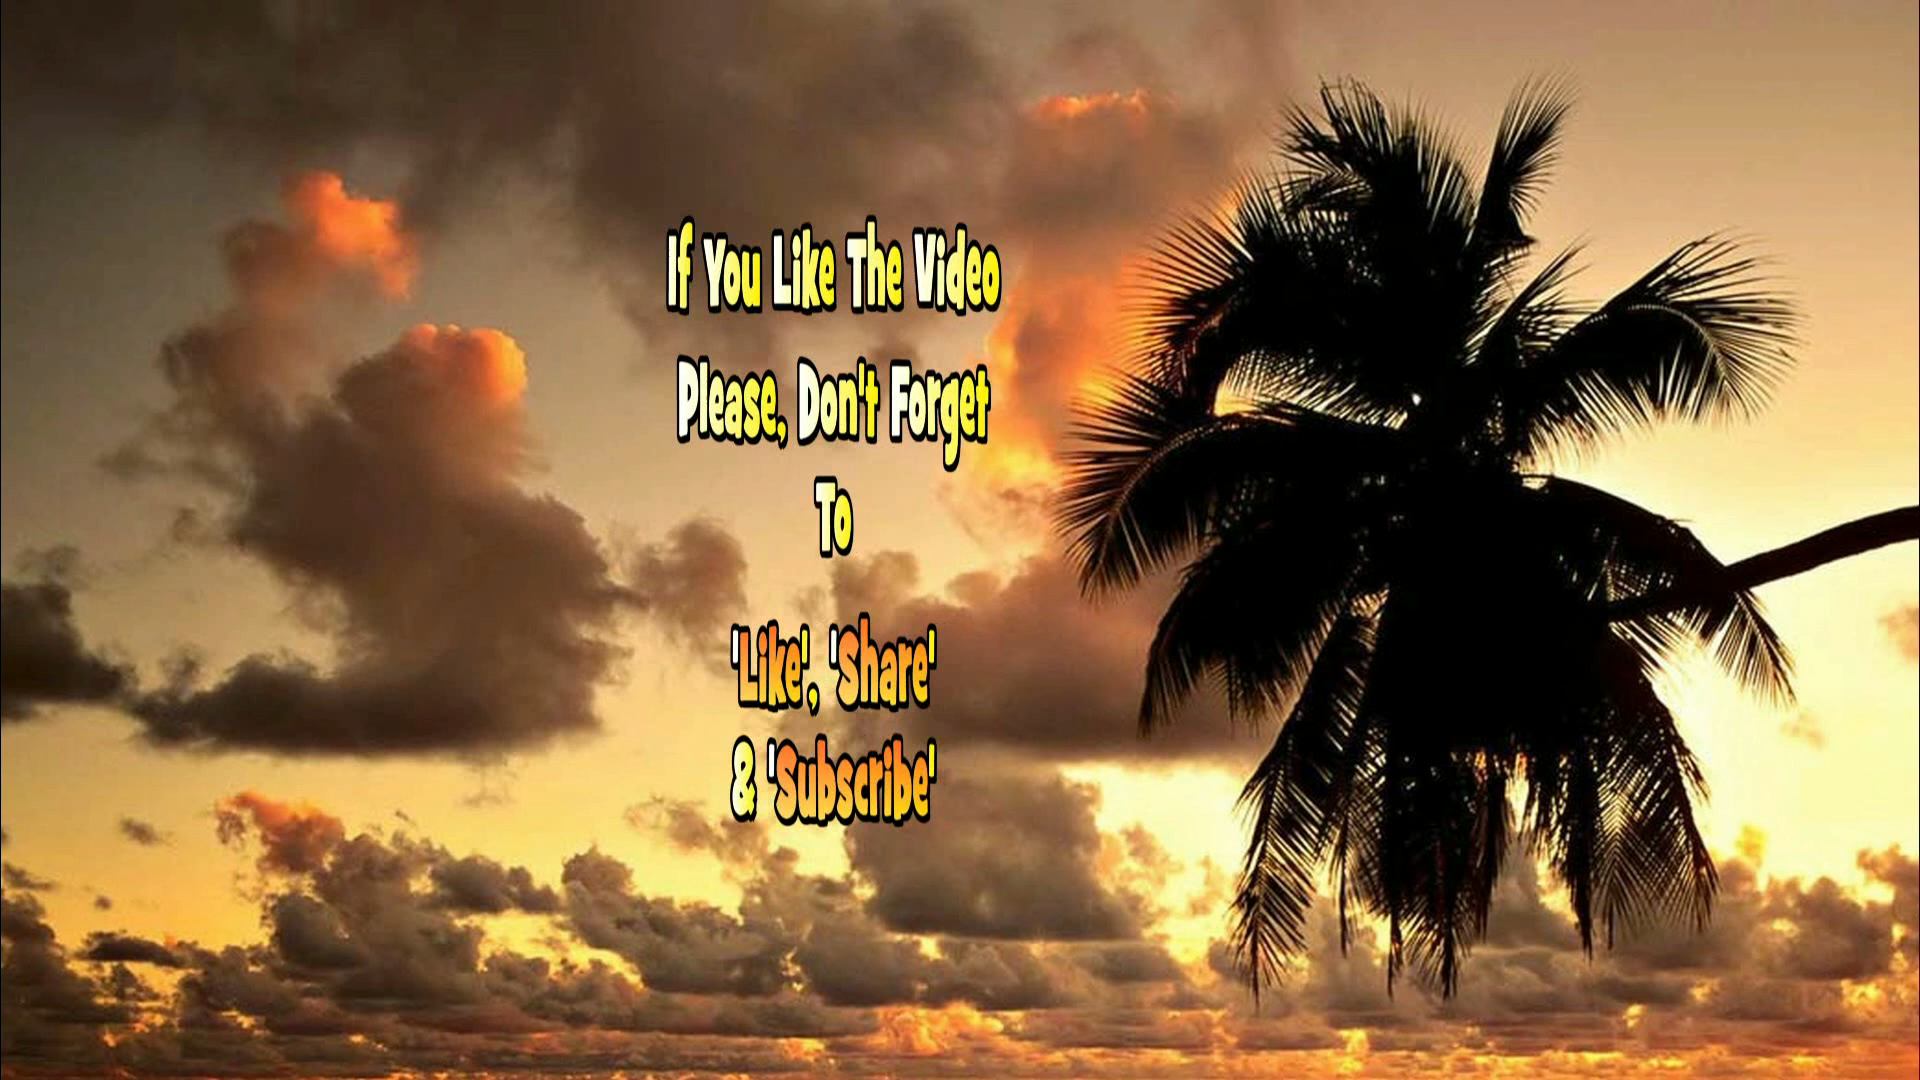 If You Like The Video
Please, Don't Forget
To
'Like', 'Share'
& 'Subscribe'